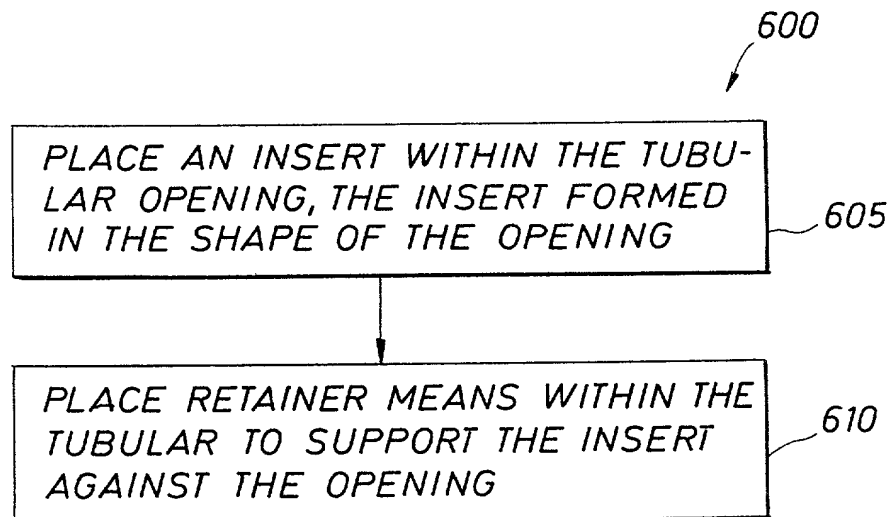 600
PLACE AN INSERT WITHIN THE TUBU-
LAR OPENING, THE INSERT FORMED
IN THE SHAPE OF THE OPENING
605
PLACE RETAINER MEANS WITHIN THE
TUBULAR TO SUPPORT THE INSERT
AGAINST THE OPENING
610